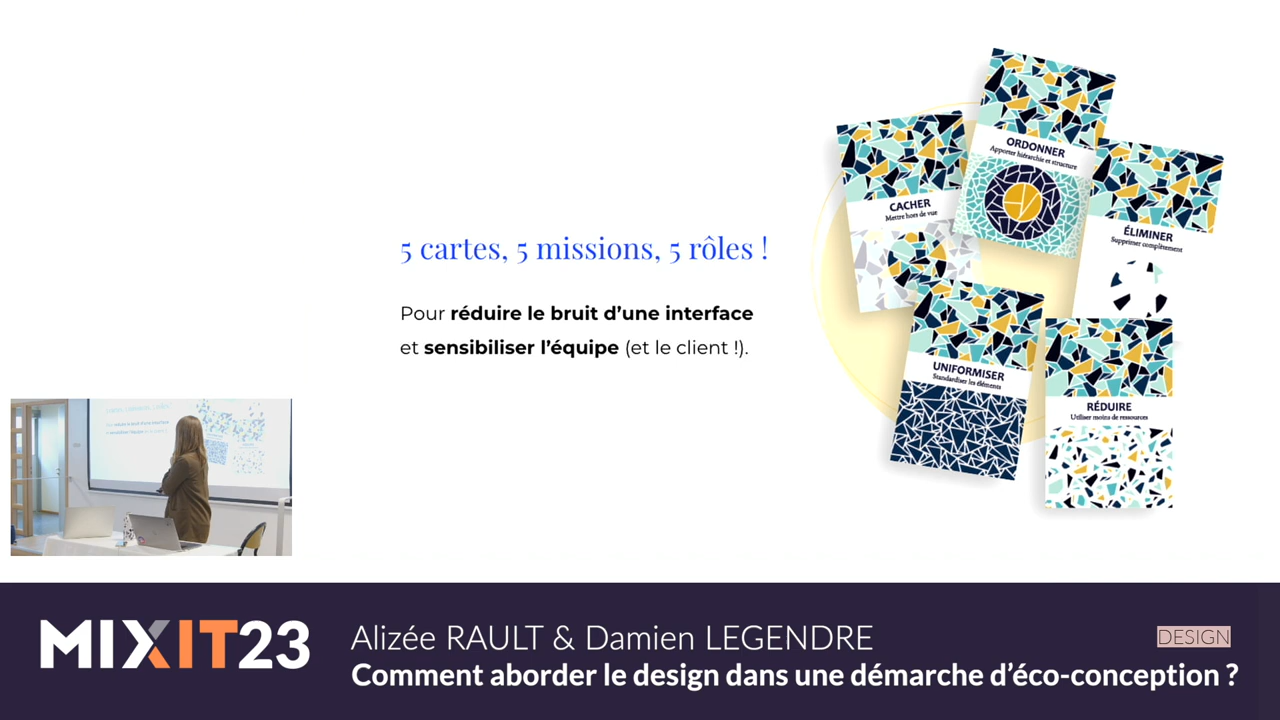 5 cartes, 5 missions, 5 rôles !
Pour réduire le bruit d’une interface
et sensibiliser l’équipe (et le client !).
ORDONNER
Apporter hiérarchie et structure
CACHER
Mettre hors de vue
ÉLIMINER
Supprimer complètement
UNIFORMISER
Standardiser les éléments
RÉDUIRE
Utiliser moins de ressources
MIXIT23
Alizée RAULT & Damien LEGENDRE
DESIGN
Comment aborder le design dans une démarche d’éco-conception ?